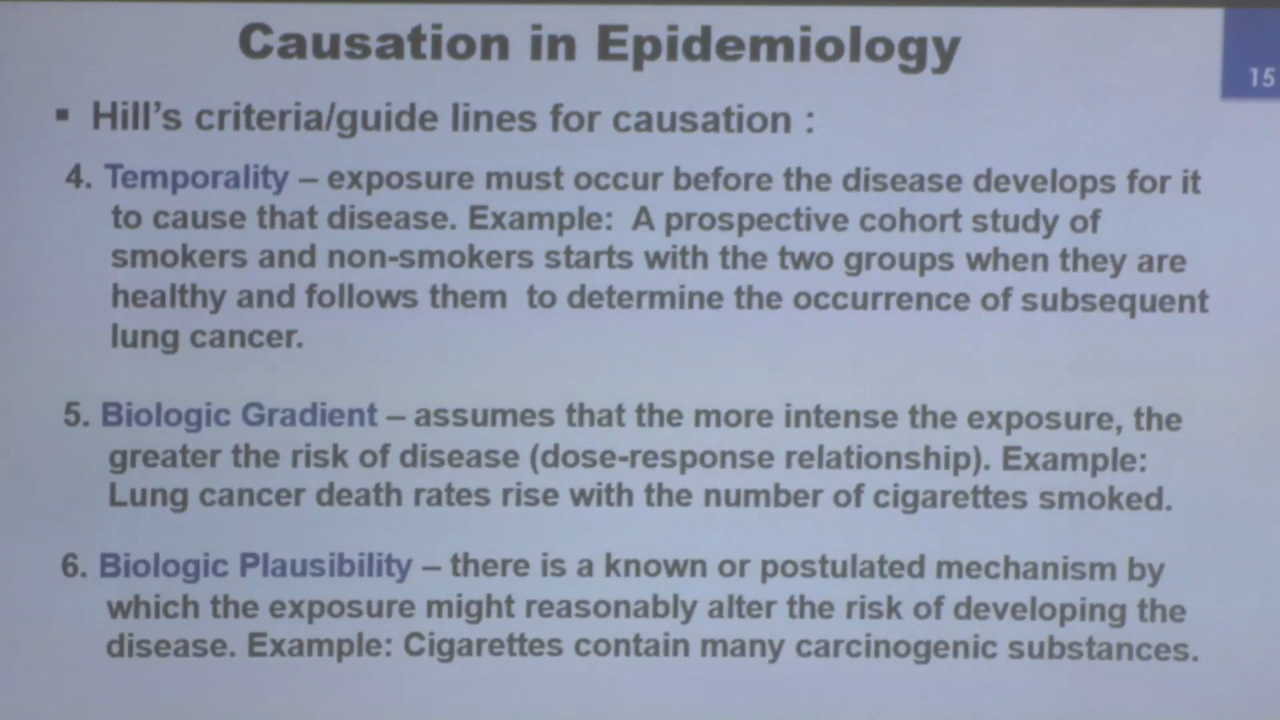 Causation in Epidemiology
15
▪ Hill's criteria/guide lines for causation :
4. Temporality – exposure must occur before the disease develops for it
to cause that disease. Example: A prospective cohort study of
smokers and non-smokers starts with the two groups when they are
healthy and follows them to determine the occurrence of subsequent
lung cancer.
5. Biologic Gradient – assumes that the more intense the exposure, the
greater the risk of disease (dose-response relationship). Example:
Lung cancer death rates rise with the number of cigarettes smoked.
6. Biologic Plausibility – there is a known or postulated mechanism by
which the exposure might reasonably alter the risk of developing the
disease. Example: Cigarettes contain many carcinogenic substances.